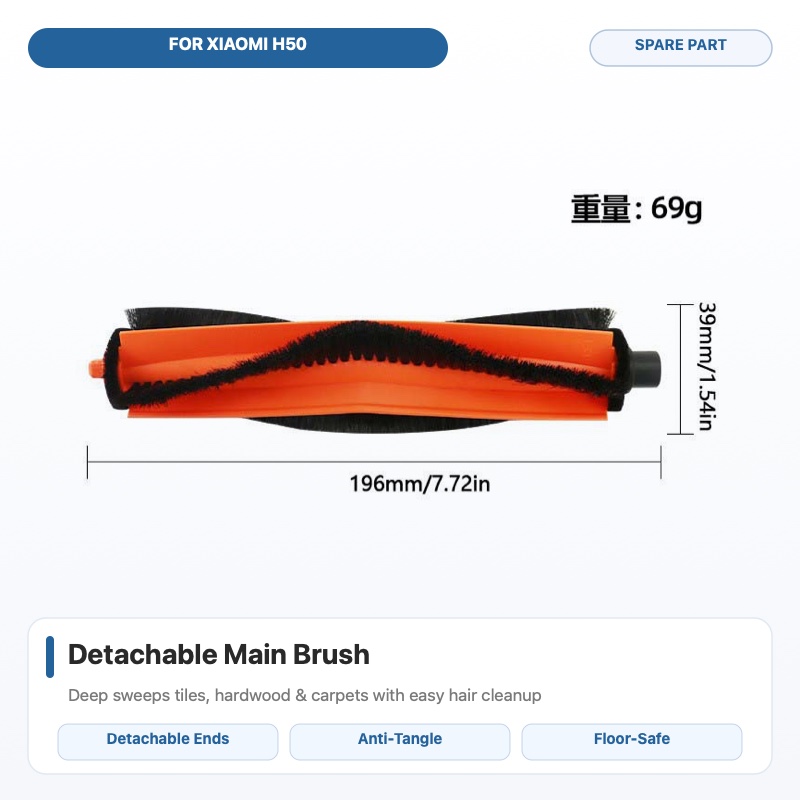 FOR XIAOMI H50
SPARE PART
重量: 69g
39mm/1.54in
196mm/7.72in
Detachable Main Brush
Deep sweeps tiles, hardwood & carpets with easy hair cleanup
Detachable Ends
Anti-Tangle
Floor-Safe